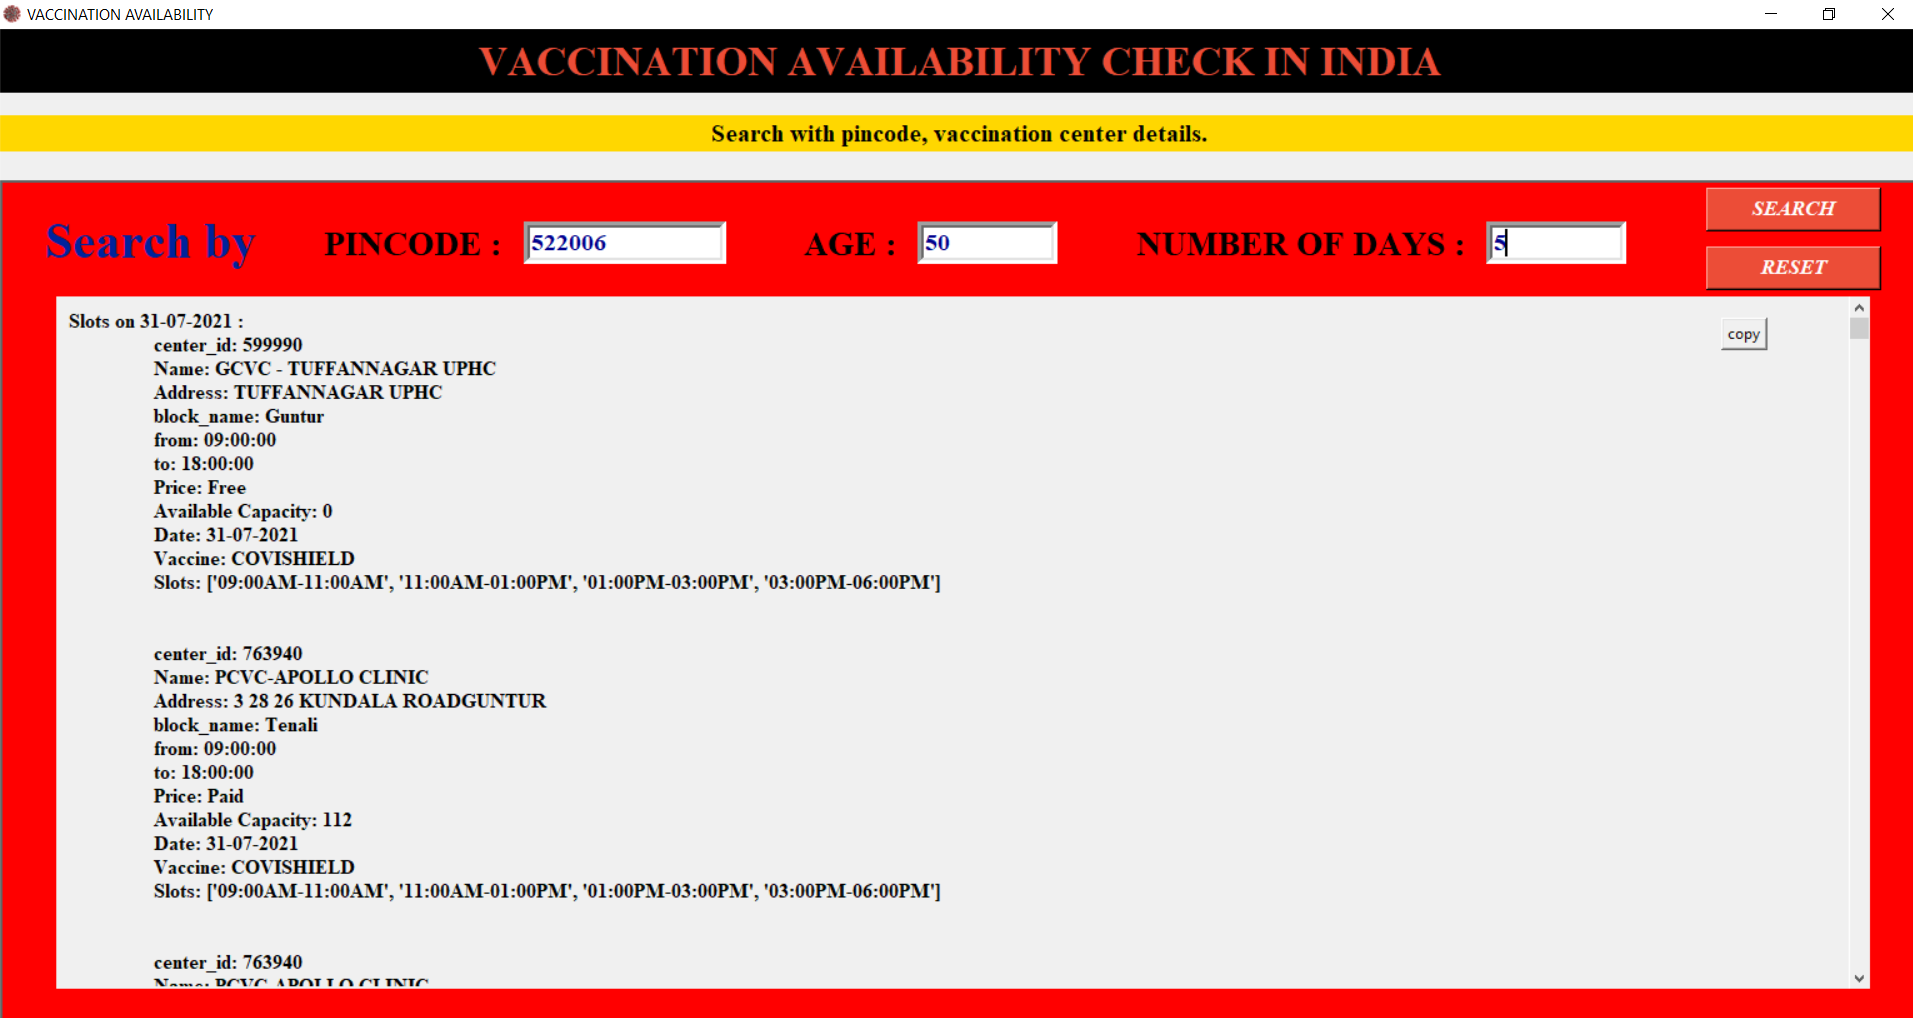 VACCINATION AVAILABILITY
VACCINATION AVAILABILITY CHECK IN INDIA
Search with pincode, vaccination center details.
Search by PINCODE : 522006 AGE : 50 NUMBER OF DAYS : 5
SEARCH
RESET
copy
Slots on 31-07-2021 :
center_id: 599990
Name: GCVC - TUFFANNAGAR UPHC
Address: TUFFANNAGAR UPHC
block_name: Guntur
from: 09:00:00
to: 18:00:00
Price: Free
Available Capacity: 0
Date: 31-07-2021
Vaccine: COVISHIELD
Slots: ['09:00AM-11:00AM', '11:00AM-01:00PM', '01:00PM-03:00PM', '03:00PM-06:00PM']
center_id: 763940
Name: PCVC-APOLLO CLINIC
Address: 3 28 26 KUNDALA ROADGUNTUR
block_name: Tenali
from: 09:00:00
to: 18:00:00
Price: Paid
Available Capacity: 112
Date: 31-07-2021
Vaccine: COVISHIELD
Slots: ['09:00AM-11:00AM', '11:00AM-01:00PM', '01:00PM-03:00PM', '03:00PM-06:00PM']
center_id: 763940
Name: PCVC-APOLLO CLINIC